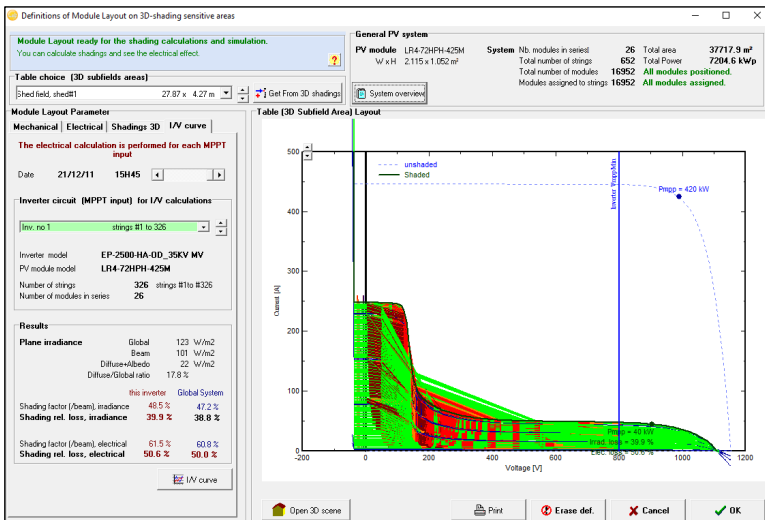 Definitions of Module Layout on 3D-shading sensitive areas
Module Layout ready for the shading calculations and simulation.
You can calculate shadings and see the electrical effect.
?
General PV system
PV module LR4-72HPH-425M
W x H 2.115 x 1.052 m²
System Nb. modules in series: 26
Total number of strings 652
Total number of modules 16952
Modules assigned to strings 16952
Total area 37717.9 m²
Total Power 7204.6 kWp
All modules positioned.
All modules assigned.
System overview
Table choice (3D subfields areas)
Shed field, shed#1 27.87 x 4.27 m
Get From 3D shadings
Module Layout Parameter
Mechanical Electrical Shadings 3D I/V curve
The electrical calculation is performed for each MPPT
input
Date 21/12/11 15H45
Inverter circuit (MPPT input) for I/V calculations
Inv. no 1 strings #1 to 326
Inverter model EP-2500-HA-OD_35KV MV
PV module model LR4-72HPH-425M
Number of strings 326 strings #1to #326
Number of modules in series 26
Results
Plane irradiance Global 123 W/m2
Beam 101 W/m2
Diffuse+Albedo 22 W/m2
Diffuse/Global ratio 17.8 %
this inverter Global System
Shading factor (/beam), irradiance 48.5 % 47.2 %
Shading rel. loss, irradiance 39.9 % 38.8 %
Shading factor (/beam), electrical 61.5 % 60.8 %
Shading rel. loss, electrical 50.6 % 50.0 %
I/V curve
Table (3D Subfield Area) Layout
500
400
300
200
100
0
Current [A]
unshaded
Shaded
Inverter VmppMin
Pmpp = 420 kW
Pmpp = 40 kW
Irrad. loss = 39.9 %
Elec. loss = 50.6 %
-200 0 200 400 600 800 1000 1200
Voltage [V]
Open 3D scene
Print
Erase def.
Cancel
OK